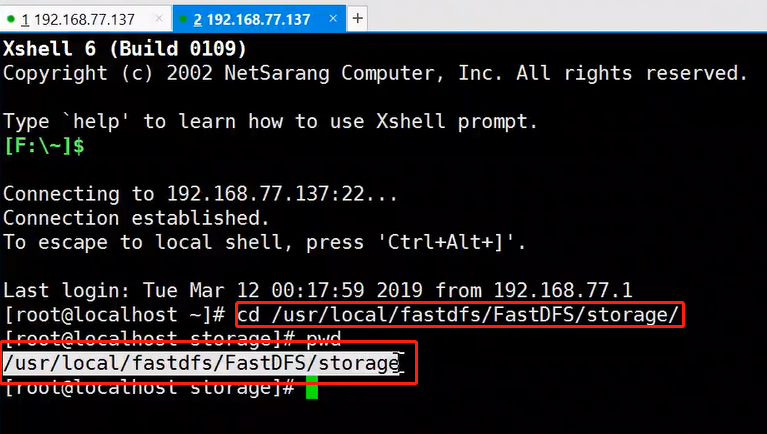 1 192.168.77.137 × 2 192.168.77.137 × +
Xshell 6 (Build 0109)
Copyright (c) 2002 NetSarang Computer, Inc. All rights reserved.
Type `help' to learn how to use Xshell prompt.
[F:\~]$
Connecting to 192.168.77.137:22...
Connection established.
To escape to local shell, press 'Ctrl+Alt+]'.
Last login: Tue Mar 12 00:17:59 2019 from 192.168.77.1
[root@localhost ~]# cd /usr/local/fastdfs/FastDFS/storage/
[root@localhost storage]# pwd
/usr/local/fastdfs/FastDFS/storage
[root@localhost storage]#